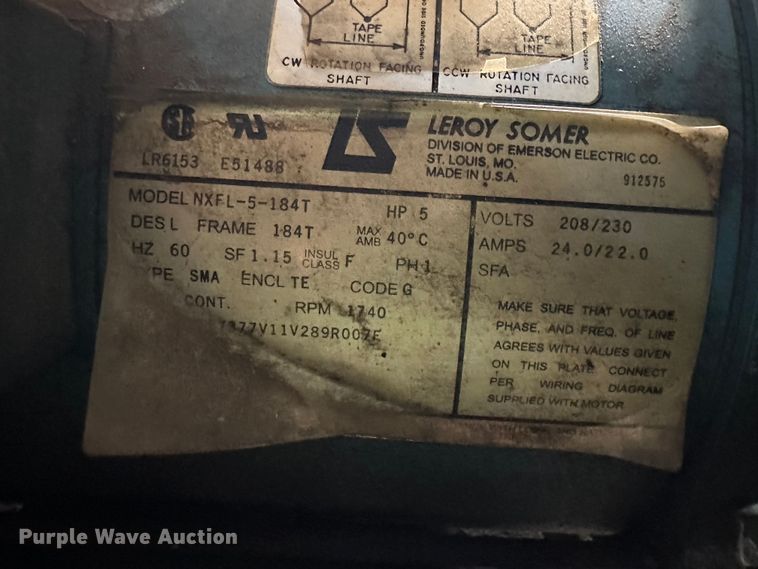 TAPE
LINE
CW ROTATION FACING
SHAFT
TAPE
LINE
CCW ROTATION FACING
SHAFT
SA
LR6153 E51488
LS
LEROY SOMER
DIVISION OF EMERSON ELECTRIC CO.
ST. LOUIS, MO.
MADE IN U.S.A.
912575
MODEL NXFL-5-184T HP 5
DES L FRAME 184T MAX AMB 40°C
HZ 60 SF 1.15 INSUL CLASS F PH 1
TYPE SMA ENCL TE CODE G
CONT. RPM 1740
7377V11V289R007F
VOLTS 208/230
AMPS 24.0/22.0
SFA
MAKE SURE THAT VOLTAGE,
PHASE, AND FREQ. OF LINE
AGREES WITH VALUES GIVEN
ON THIS PLATE CONNECT
PER WIRING DIAGRAM
SUPPLIED WITH MOTOR
Purple Wave Auction